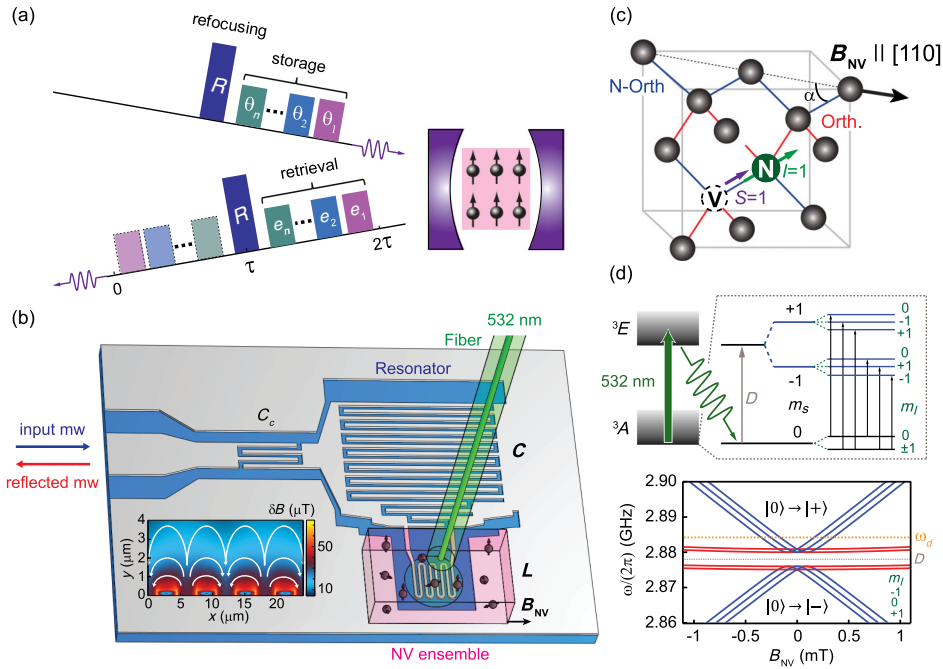 (a)
refocusing
storage
R
θn
θ2
θ1
retrieval
R
en
e2
e1
0
τ
2τ
(b)
532 nm
Fiber
Resonator
Cc
C
input mw
reflected mw
δB (μT)
50
10
y (μm)
4
3
2
1
0
0
10
20
x (μm)
L
BNV
NV ensemble
(c)
BNV || [110]
N-Orth
α
Orth.
N
I=1
V
S=1
(d)
3E
532 nm
3A
D
+1
-1
ms
0
0
-1
+1
0
+1
-1
mI
0
±1
2.90
2.89
2.88
2.87
2.86
ω/(2π) (GHz)
|0⟩→|+⟩
|0⟩→|-⟩
ωd
D
mI
-1
0
+1
-1
-0.5
0
0.5
1
BNV (mT)